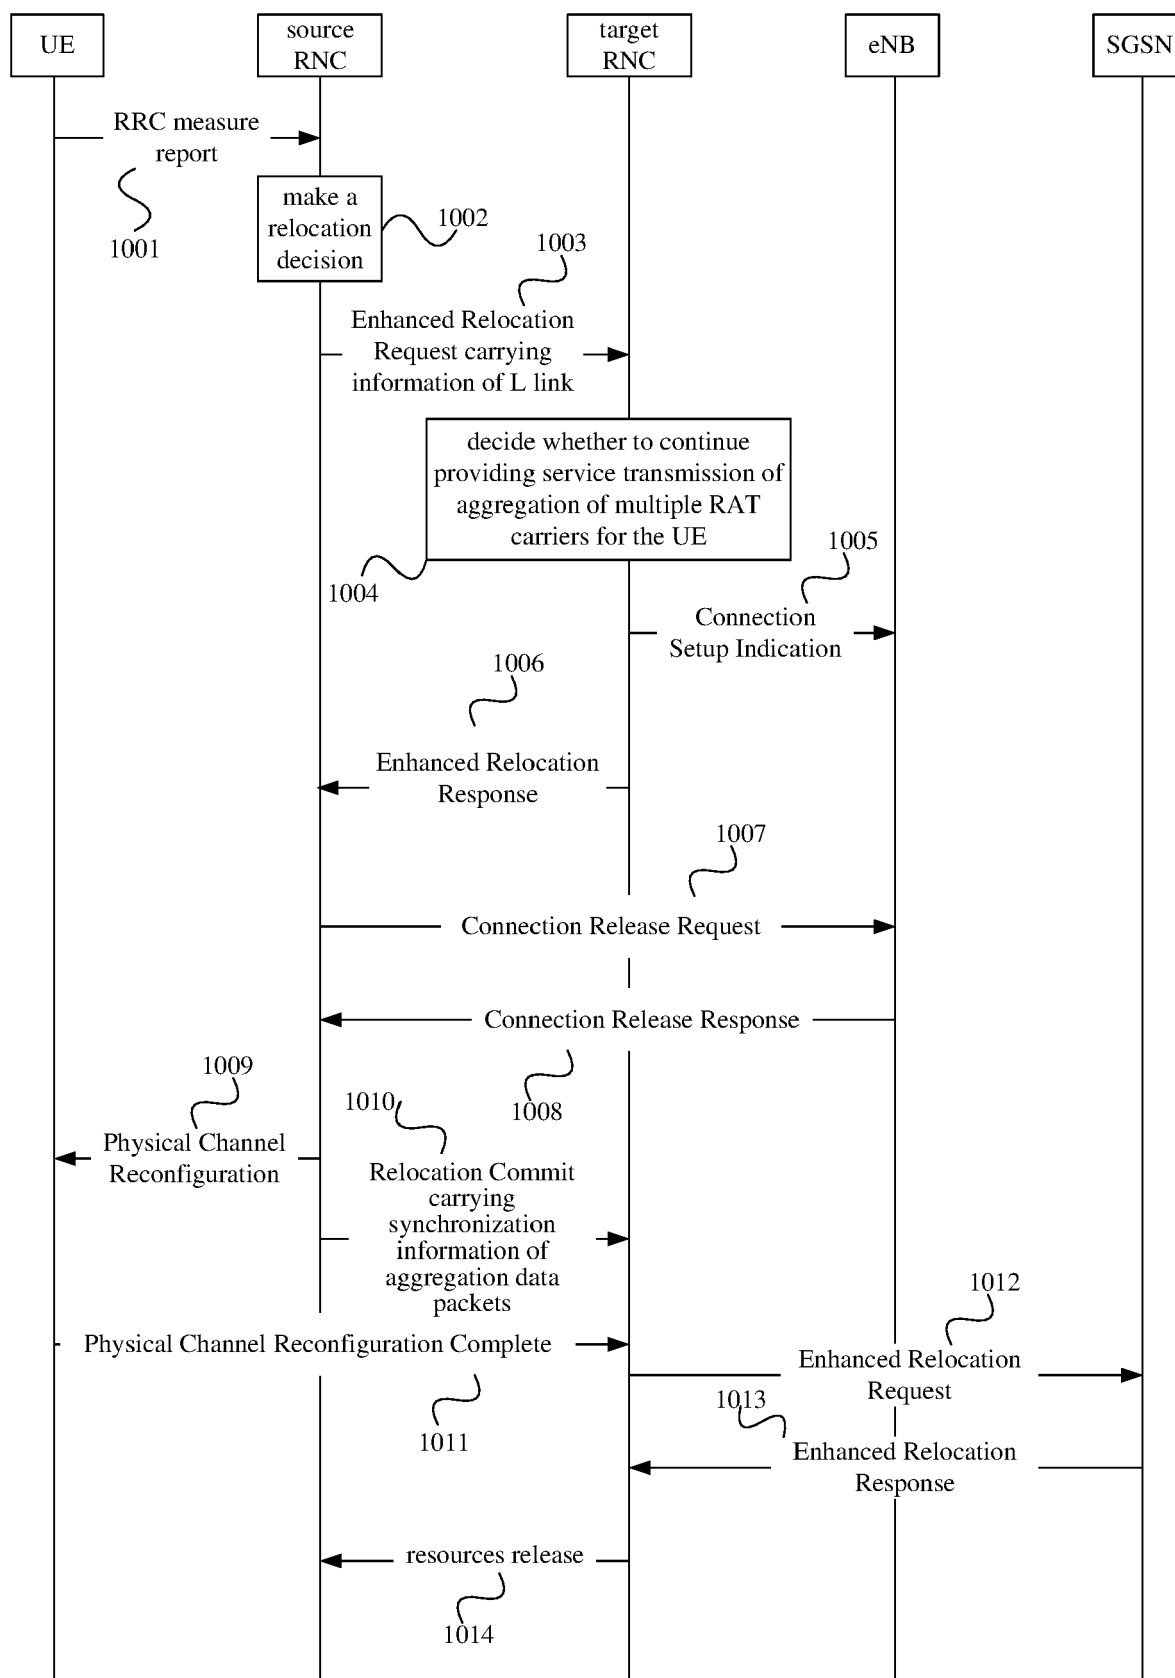 UE
source
RNC
target
RNC
eNB
SGSN
RRC measure
report
1001
make a
relocation
decision
1002
1003
Enhanced Relocation
Request carrying
information of L link
decide whether to continue
providing service transmission of
aggregation of multiple RAT
carriers for the UE
1004
1005
Connection
Setup Indication
1006
Enhanced Relocation
Response
1007
Connection Release Request
Connection Release Response
1008
1009
Physical Channel
Reconfiguration
1010
Relocation Commit
carrying
synchronization
information of
aggregation data
packets
Physical Channel Reconfiguration Complete
1011
1012
Enhanced Relocation
Request
1013
Enhanced Relocation
Response
resources release
1014